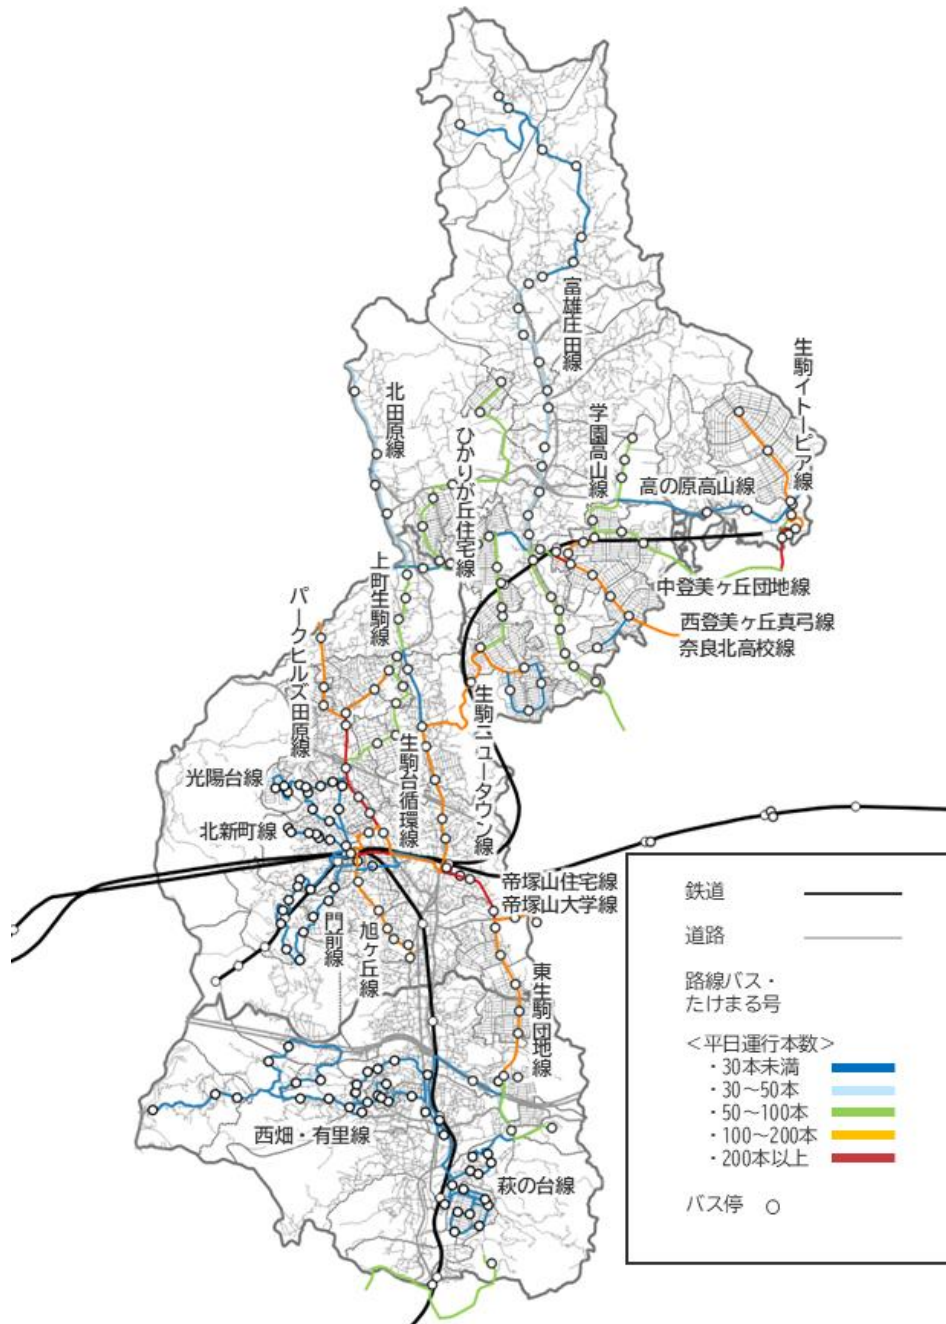 富雄庄田線
生駒イトーピア線
北田原線
ひかりが丘住宅線
学園高山線
高の原高山線
上町生駒線
中登美ヶ丘団地線
パークヒルズ田原線
西登美ヶ丘真弓線
奈良北高校線
生駒ニュータウン線
生駒台循環線
光陽台線
北新町線
帝塚山住宅線
帝塚山大学線
門前線
旭ヶ丘線
東生駒団地線
西畑・有里線
萩の台線
鉄道
道路
路線バス・
たけまる号
＜平日運行本数＞
・30本未満
・30～50本
・50～100本
・100～200本
・200本以上
バス停